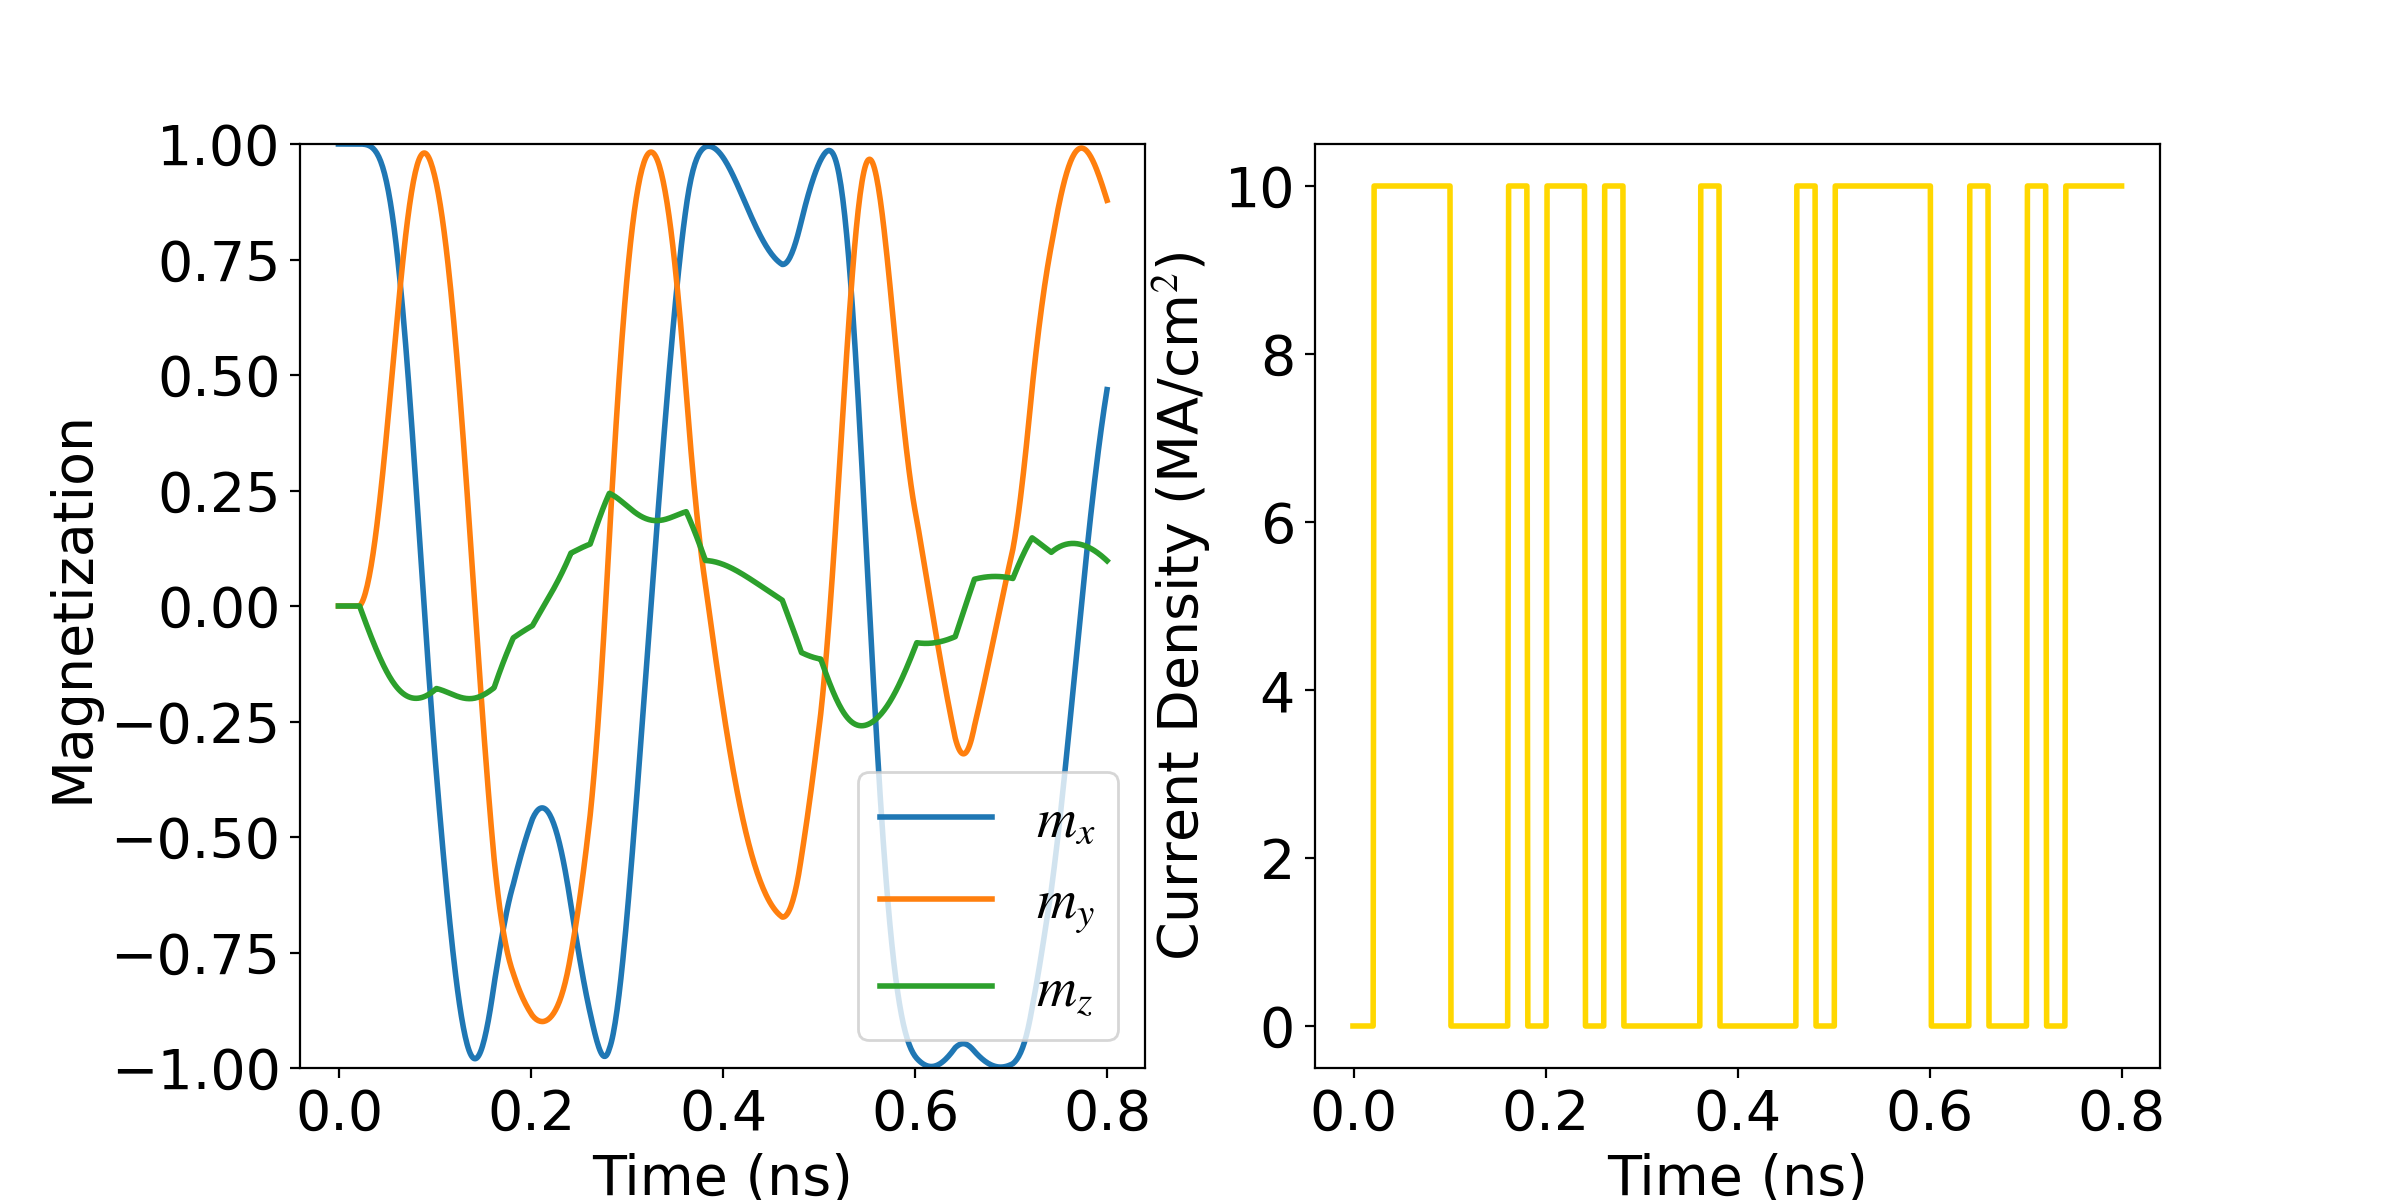 Magnetization
1.00
0.75
0.50
0.25
0.00
−0.25
−0.50
−0.75
−1.00
0.0 0.2 0.4 0.6 0.8
Time (ns)
m_x
m_y
m_z
Current Density (MA/cm²)
10
8
6
4
2
0
0.0 0.2 0.4 0.6 0.8
Time (ns)